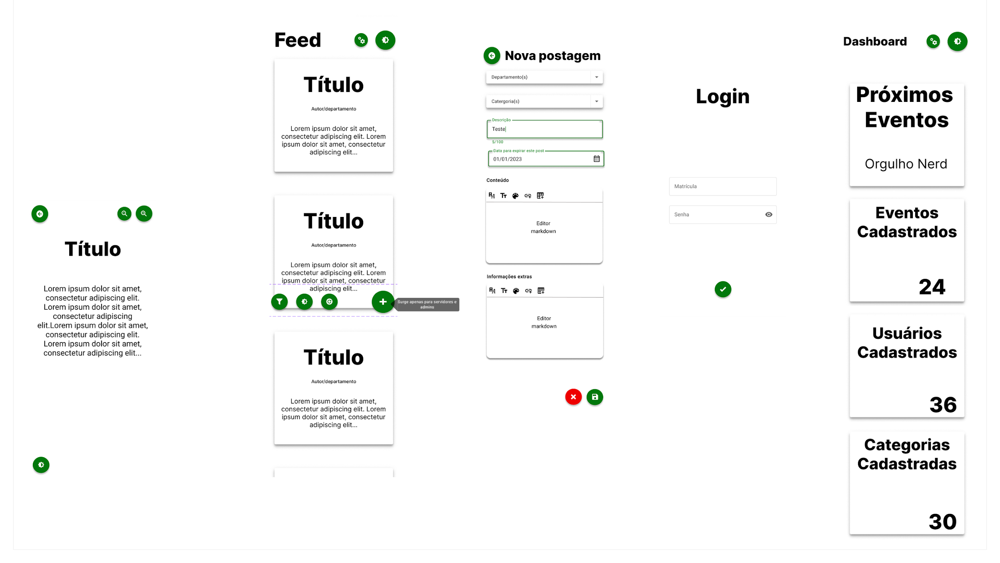 Título
Lorem ipsum dolor sit amet,
consectetur adipiscing elit.
Lorem ipsum dolor sit amet,
consectetur adipiscing
elit.Lorem ipsum dolor sit amet,
consectetur adipiscing elit.
Lorem ipsum dolor sit amet,
consectetur adipiscing elit...
Feed
Título
Autor/departamento
Lorem ipsum dolor sit amet,
consectetur adipiscing elit. Lorem
ipsum dolor sit amet, consectetur
adipiscing elit...
Título
Autor/departamento
Lorem ipsum dolor sit amet,
consectetur adipiscing elit. Lorem
ipsum dolor sit amet, consectetur
adipiscing elit...
Surge apenas para servidores e
admins
Título
Autor/departamento
Lorem ipsum dolor sit amet,
consectetur adipiscing elit. Lorem
ipsum dolor sit amet, consectetur
adipiscing elit...
Nova postagem
Departamento(s)
Catergoria(s)
Descrição
Teste
5/100
Data para expirar este post
01/01/2023
Conteúdo
Editor
markdown
Informações extras
Editor
markdown
Login
Matrícula
Senha
Dashboard
Próximos
Eventos
Orgulho Nerd
Eventos
Cadastrados
24
Usuários
Cadastrados
36
Categorias
Cadastradas
30